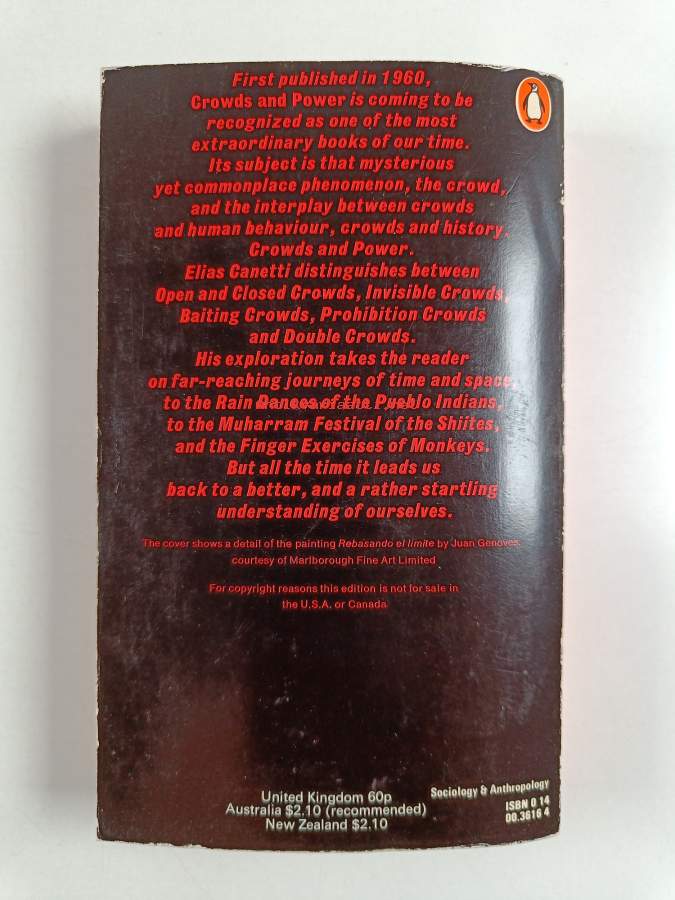 First published in 1960,
Crowds and Power is coming to be
recognized as one of the most
extraordinary books of our time.
Its subject is that mysterious
yet commonplace phenomenon, the crowd,
and the interplay between crowds
and human behaviour, crowds and history.
Crowds and Power.
Elias Canetti distinguishes between
Open and Closed Crowds, Invisible Crowds,
Baiting Crowds, Prohibition Crowds
and Double Crowds.
His exploration takes the reader
on far-reaching journeys of time and space,
to the Rain Dances of the Pueblo Indians,
to the Muharram Festival of the Shiites,
and the Finger Exercises of Monkeys.
But all the time it leads us
back to a better, and a rather startling
understanding of ourselves.
The cover shows a detail of the painting Rebasando el limite by Juan Genoves,
courtesy of Marlborough Fine Art Limited
For copyright reasons this edition is not for sale in
the U.S.A. or Canada
United Kingdom 60p
Australia $2.10 (recommended)
New Zealand $2.10
Sociology & Anthropology
ISBN 0 14
00.3616 4